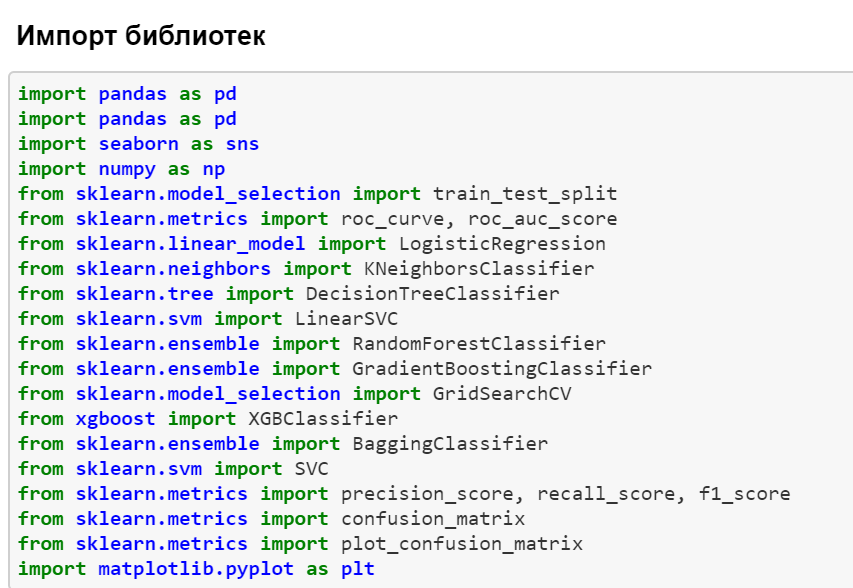 Импорт библиотек
import pandas as pd
import pandas as pd
import seaborn as sns
import numpy as np
from sklearn.model_selection import train_test_split
from sklearn.metrics import roc_curve, roc_auc_score
from sklearn.linear_model import LogisticRegression
from sklearn.neighbors import KNeighborsClassifier
from sklearn.tree import DecisionTreeClassifier
from sklearn.svm import LinearSVC
from sklearn.ensemble import RandomForestClassifier
from sklearn.ensemble import GradientBoostingClassifier
from sklearn.model_selection import GridSearchCV
from xgboost import XGBClassifier
from sklearn.ensemble import BaggingClassifier
from sklearn.svm import SVC
from sklearn.metrics import precision_score, recall_score, f1_score
from sklearn.metrics import confusion_matrix
from sklearn.metrics import plot_confusion_matrix
import matplotlib.pyplot as plt